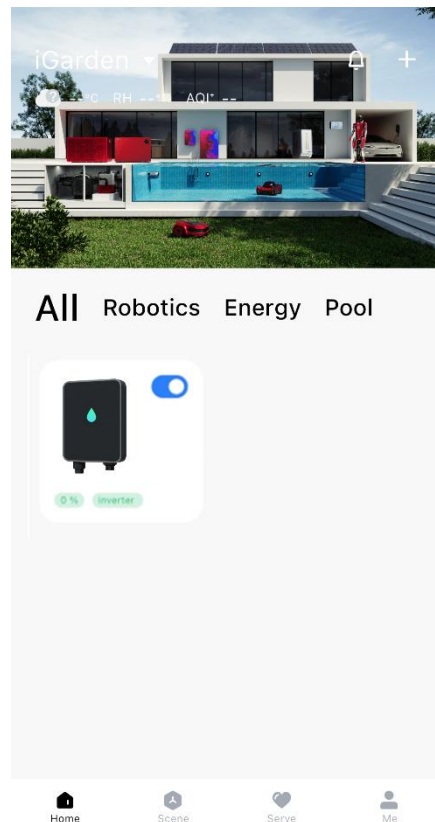 iGarden
--°C RH --* AQI* --
All Robotics Energy Pool
0 % inverter
Home Scene Serve Me